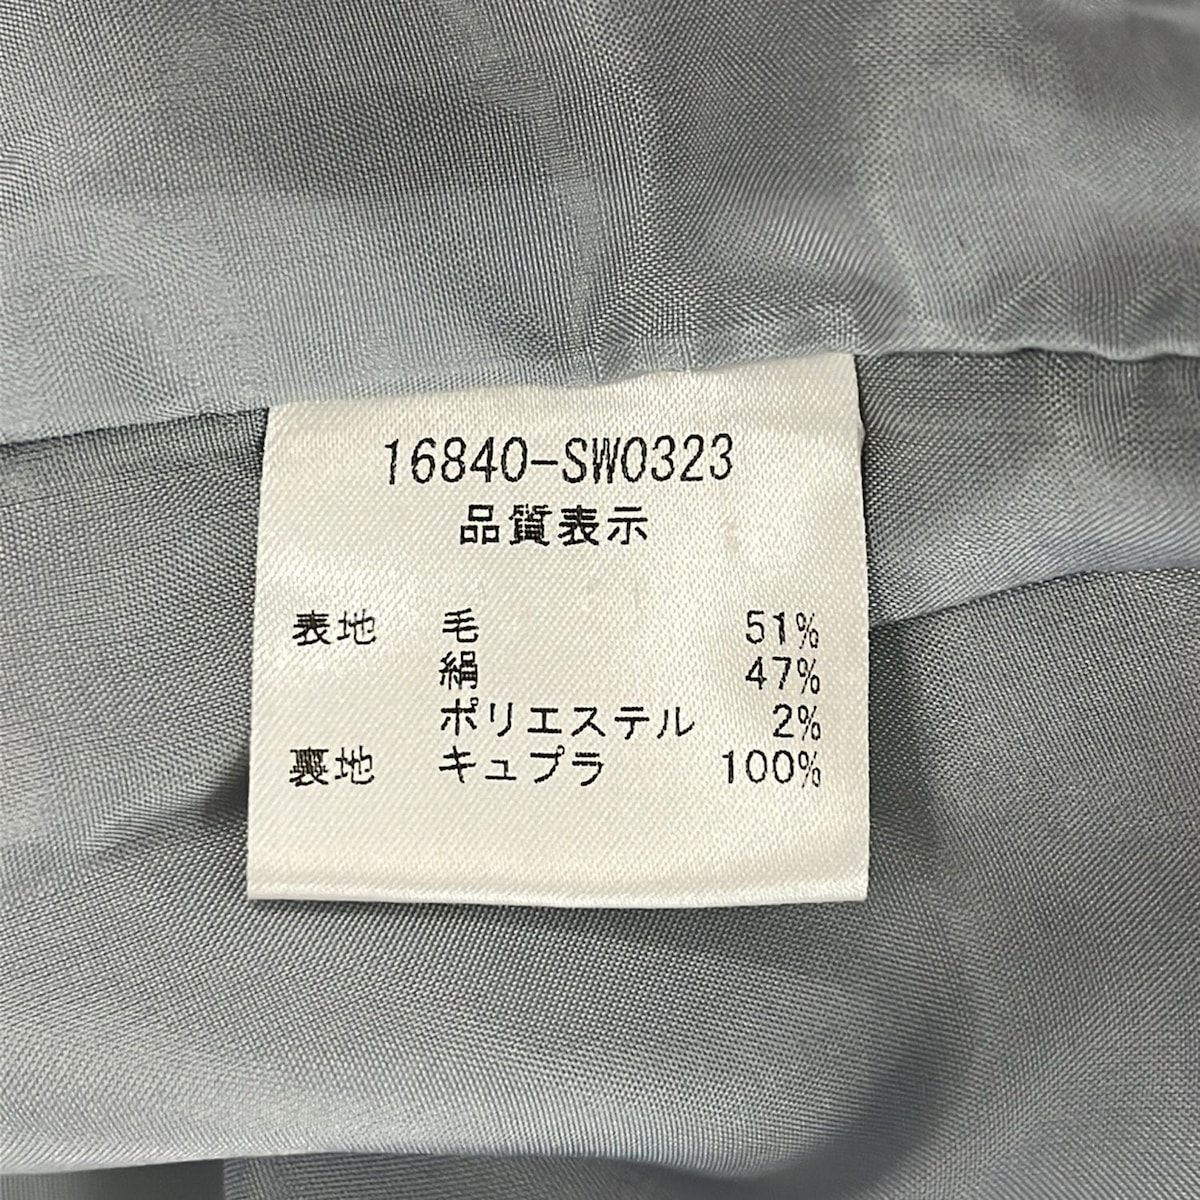 16840-SW0323
品質表示
表地 毛 51%
絹 47%
ポリエステル 2%
裏地 キュプラ 100%